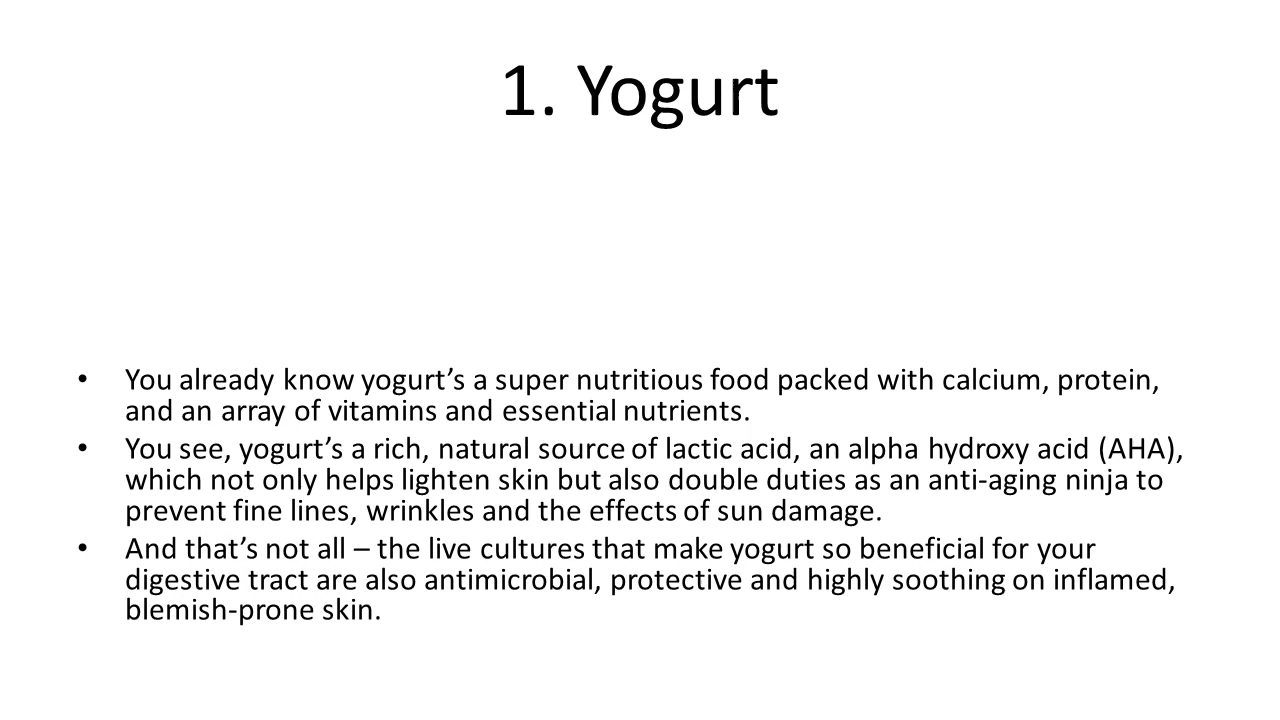 1. Yogurt
• You already know yogurt’s a super nutritious food packed with calcium, protein,
and an array of vitamins and essential nutrients.
• You see, yogurt’s a rich, natural source of lactic acid, an alpha hydroxy acid (AHA),
which not only helps lighten skin but also double duties as an anti-aging ninja to
prevent fine lines, wrinkles and the effects of sun damage.
• And that’s not all – the live cultures that make yogurt so beneficial for your
digestive tract are also antimicrobial, protective and highly soothing on inflamed,
blemish-prone skin.